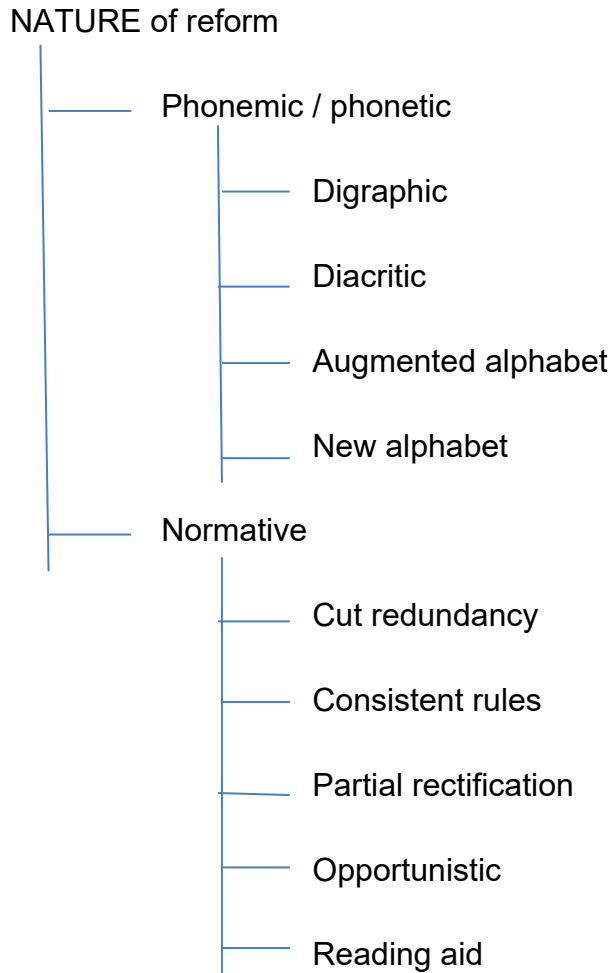 NATURE of reform
Phonemic / phonetic
Digraphic
Diacritic
Augmented alphabet
New alphabet
Normative
Cut redundancy
Consistent rules
Partial rectification
Opportunistic
Reading aid